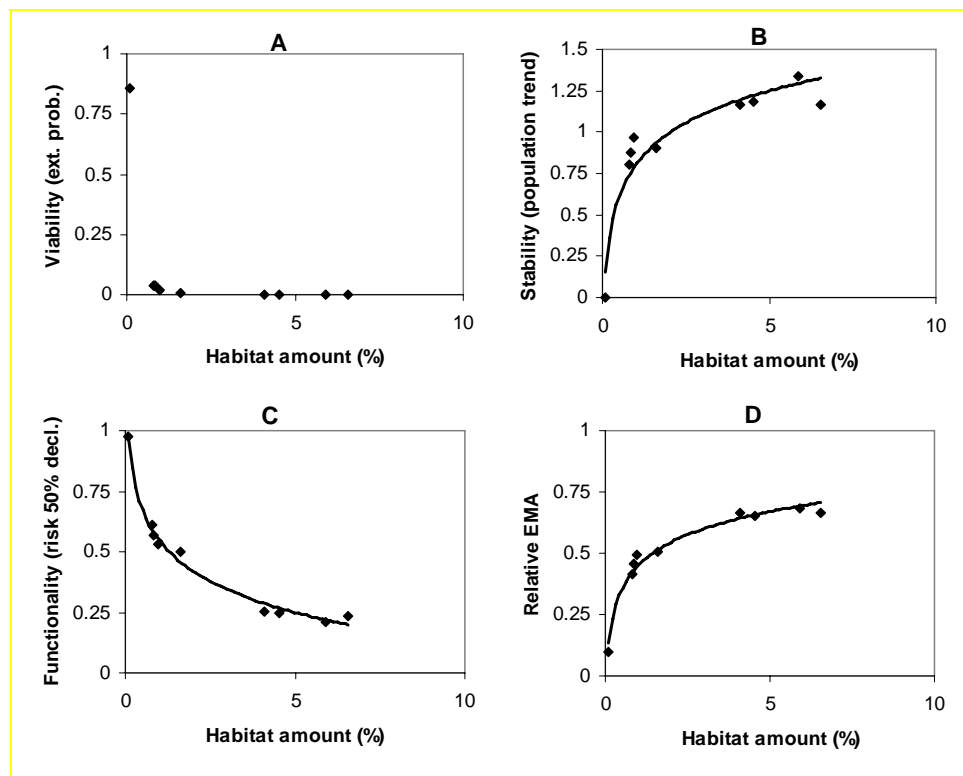 A
Viability (ext. prob.)
1
0.75
0.5
0.25
0
0 5 10
Habitat amount (%)
B
Stability (population trend)
1.5
1.25
1
0.75
0.5
0.25
0
0 5 10
Habitat amount (%)
C
Functionality (risk 50% decl.)
1
0.75
0.5
0.25
0
0 5 10
Habitat amount (%)
D
Relative EMA
1
0.75
0.5
0.25
0
0 5 10
Habitat amount (%)